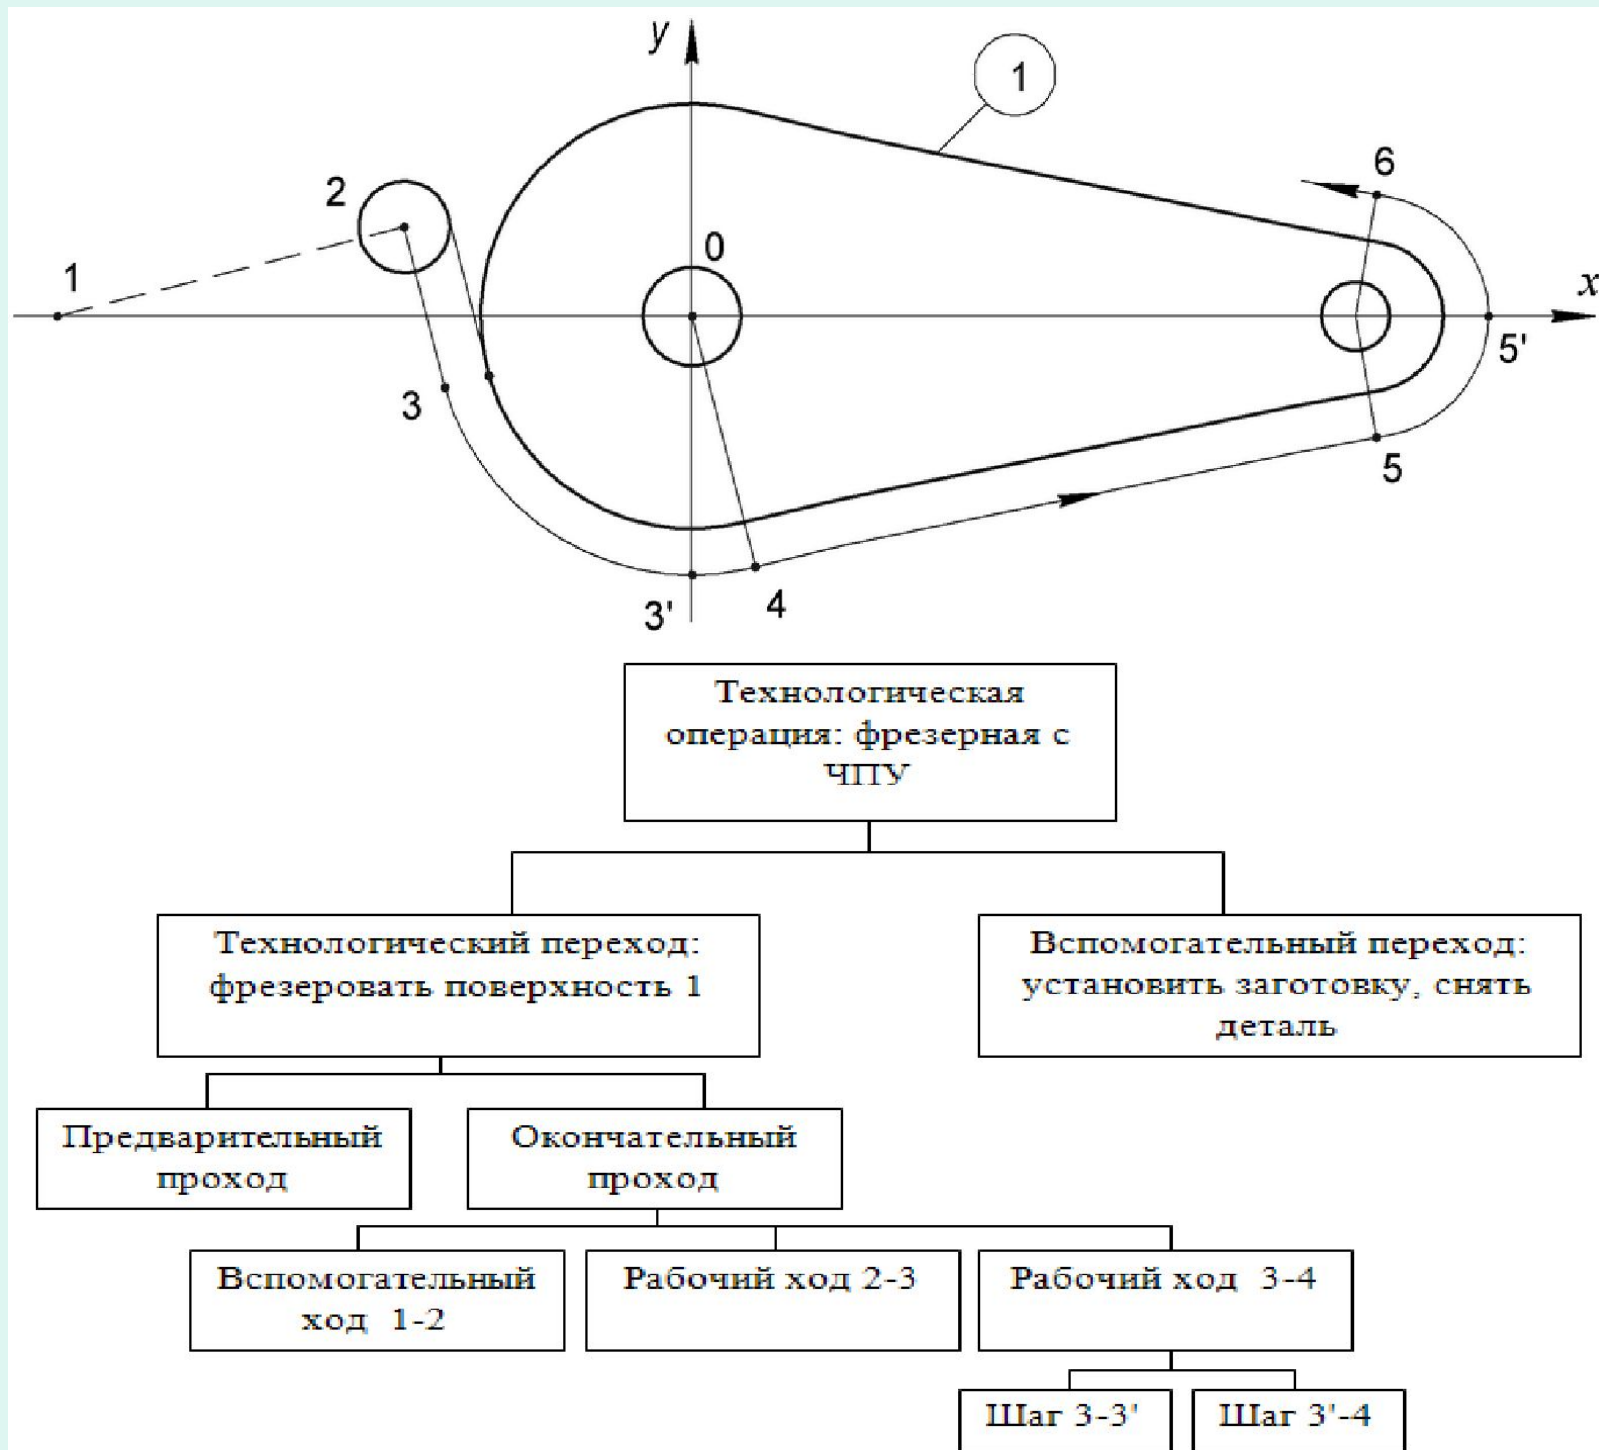 y
1
6
2
0
1
x
5'
3
5
3'
4
Технологическая
операция: фрезерная с
ЧПУ
Технологический переход:
фрезеровать поверхность 1
Вспомогательный переход:
установить заготовку, снять
деталь
Предварительный
проход
Окончательный
проход
Вспомогательный
ход 1-2
Рабочий ход 2-3
Рабочий ход 3-4
Шаг 3-3'
Шаг 3'-4